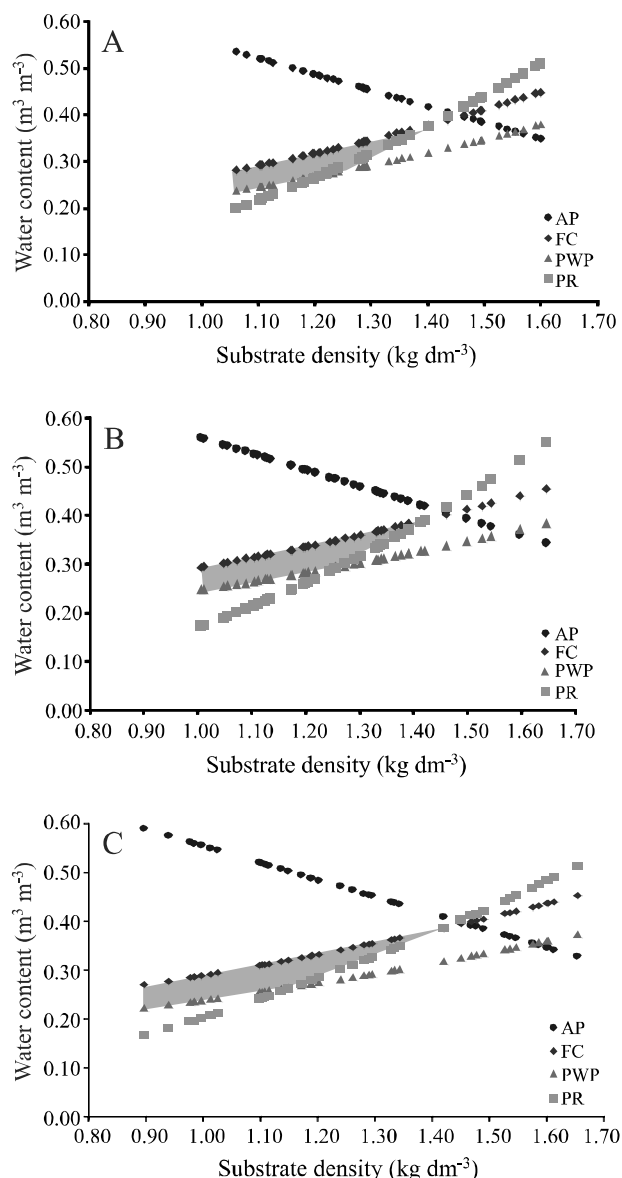 A
Water content (m³ m⁻³)
0.60
0.50
0.40
0.30
0.20
0.10
0.00
AP
FC
PWP
PR
0.80 0.90 1.00 1.10 1.20 1.30 1.40 1.50 1.60 1.70
Substrate density (kg dm⁻³)
B
Water content (m³ m⁻³)
0.60
0.50
0.40
0.30
0.20
0.10
0.00
AP
FC
PWP
PR
0.80 0.90 1.00 1.10 1.20 1.30 1.40 1.50 1.60 1.70
Substrate density (kg dm⁻³)
C
Water content (m³ m⁻³)
0.60
0.50
0.40
0.30
0.20
0.10
0.00
AP
FC
PWP
PR
0.80 0.90 1.00 1.10 1.20 1.30 1.40 1.50 1.60 1.70
Substrate density (kg dm⁻³)